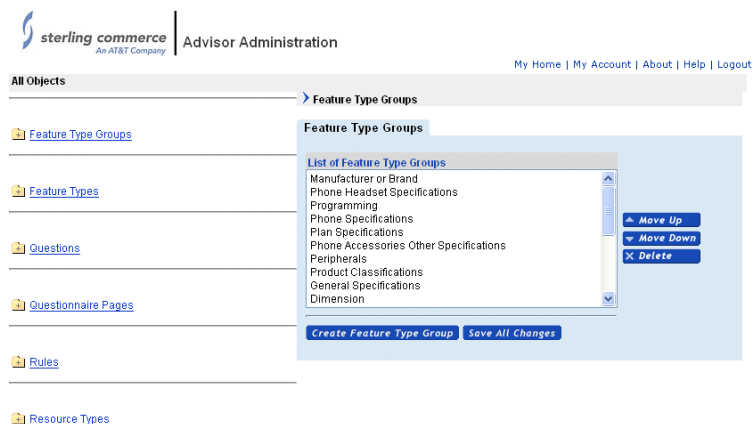 sterling commerce
An AT&T Company
Advisor Administration
My Home | My Account | About | Help | Logout
All Objects
Feature Type Groups
Feature Type Groups
Feature Types
Questions
Questionnaire Pages
Rules
Resource Types
Feature Type Groups
List of Feature Type Groups
Manufacturer or Brand
Phone Headset Specifications
Programming
Phone Specifications
Plan Specifications
Phone Accessories Other Specifications
Peripherals
Product Classifications
General Specifications
Dimension
Move Up
Move Down
Delete
Create Feature Type Group
Save All Changes